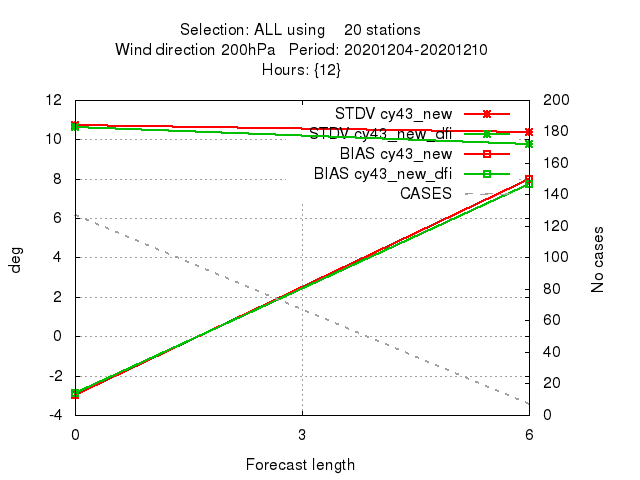 Selection: ALL using    20 stations
Wind direction 200hPa   Period: 20201204-20201210
Hours: {12}
STDV cy43_new
STDV cy43_new_dfi
BIAS cy43_new
BIAS cy43_new_dfi
CASES
12
10
8
6
4
2
0
-2
-4
deg
200
180
160
140
120
100
80
60
40
20
0
No cases
0 3 6
Forecast length